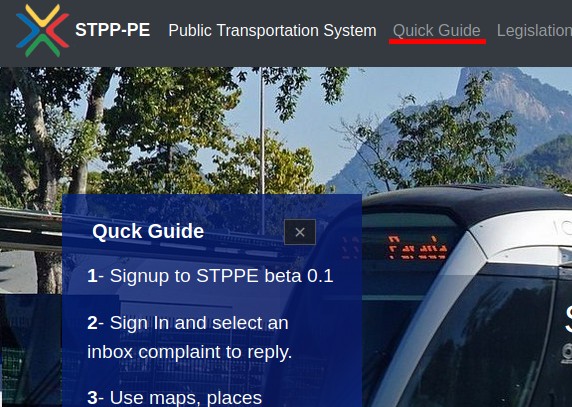 STPP-PE Public Transportation System Quick Guide Legislation
Quck Guide
1- Signup to STPPE beta 0.1
2- Sign In and select an
inbox complaint to reply.
3- Use maps, places